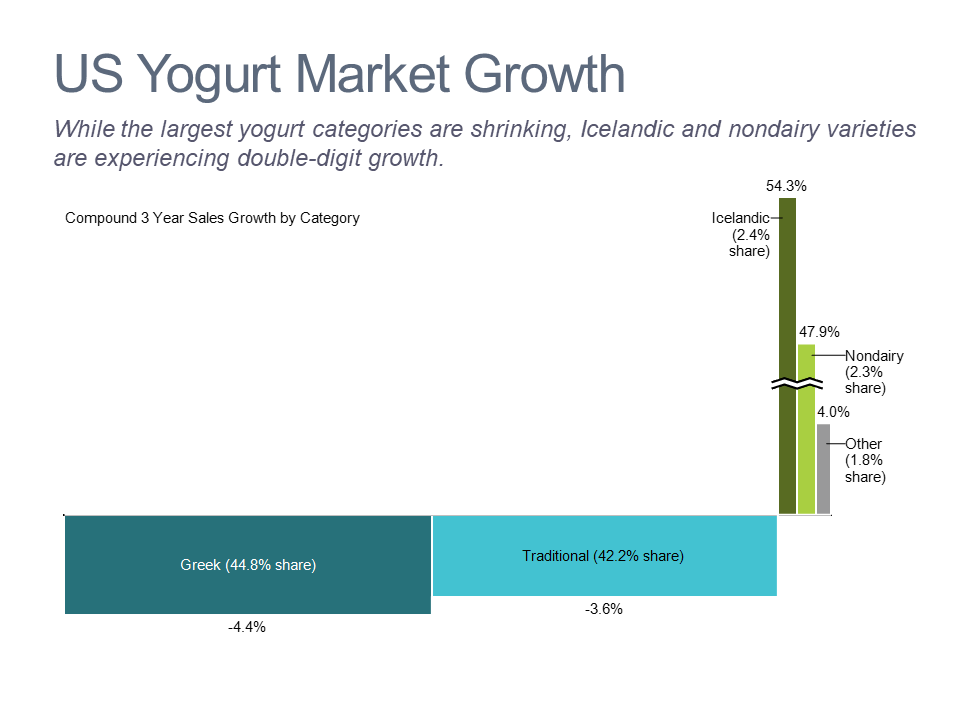 US Yogurt Market Growth
While the largest yogurt categories are shrinking, Icelandic and nondairy varieties
are experiencing double-digit growth.
54.3%
Compound 3 Year Sales Growth by Category
Icelandic
(2.4%
share)
47.9%
Nondairy
(2.3%
share)
4.0%
Other
(1.8%
share)
Greek (44.8% share)
Traditional (42.2% share)
-3.6%
-4.4%